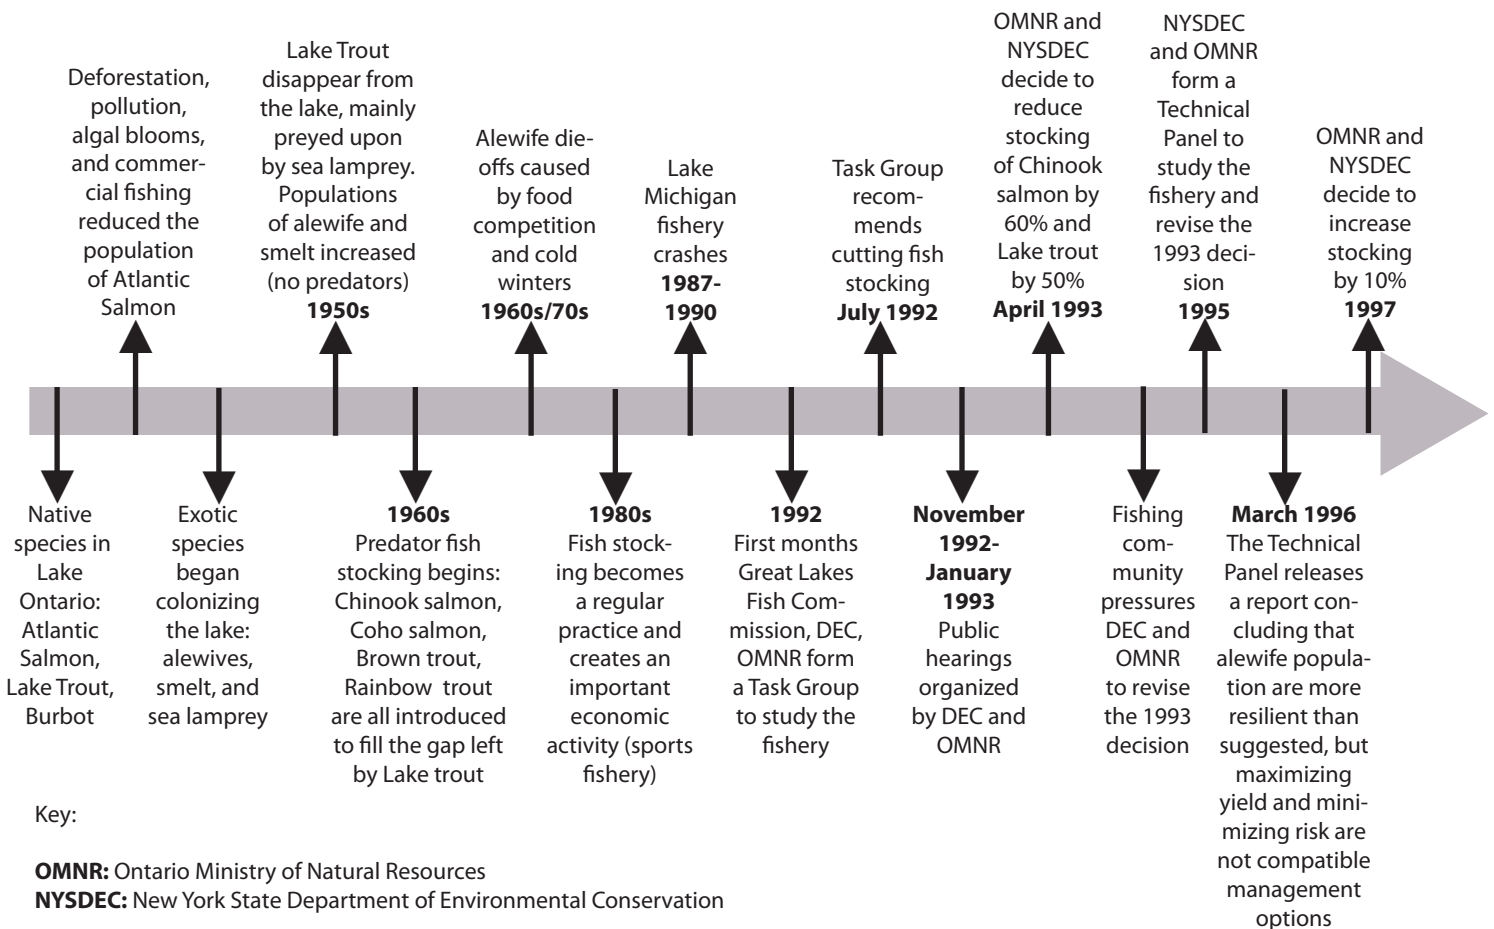 Deforestation,
pollution,
algal blooms,
and commer-
cial fishing
reduced the
population
of Atlantic
Salmon
Lake Trout
disappear from
the lake, mainly
preyed upon
by sea lamprey.
Populations
of alewife and
smelt increased
(no predators)
1950s
Alewife die-
offs caused
by food
competition
and cold
winters
1960s/70s
Lake
Michigan
fishery
crashes
1987-
1990
Task Group
recom-
mends
cutting fish
stocking
July 1992
OMNR and
NYSDEC
decide to
reduce
stocking
of Chinook
salmon by
60% and
Lake trout
by 50%
April 1993
NYSDEC
and OMNR
form a
Technical
Panel to
study the
fishery and
revise the
1993 deci-
sion
1995
OMNR and
NYSDEC
decide to
increase
stocking
by 10%
1997
Native
species in
Lake
Ontario:
Atlantic
Salmon,
Lake Trout,
Burbot
Exotic
species
began
colonizing
the lake:
alewives,
smelt, and
sea lamprey
1960s
Predator fish
stocking begins:
Chinook salmon,
Coho salmon,
Brown trout,
Rainbow trout
are all introduced
to fill the gap left
by Lake trout
1980s
Fish stock-
ing becomes
a regular
practice and
creates an
important
economic
activity (sports
fishery)
1992
First months
Great Lakes
Fish Com-
mission, DEC,
OMNR form
a Task Group
to study the
fishery
November
1992-
January
1993
Public
hearings
organized
by DEC and
OMNR
Fishing
com-
munity
pressures
DEC and
OMNR
to revise
the 1993
decision
March 1996
The Technical
Panel releases
a report con-
cluding that
alewife popula-
tion are more
resilient than
suggested, but
maximizing
yield and mini-
mizing risk are
not compatible
management
options
Key:
OMNR: Ontario Ministry of Natural Resources
NYSDEC: New York State Department of Environmental Conservation